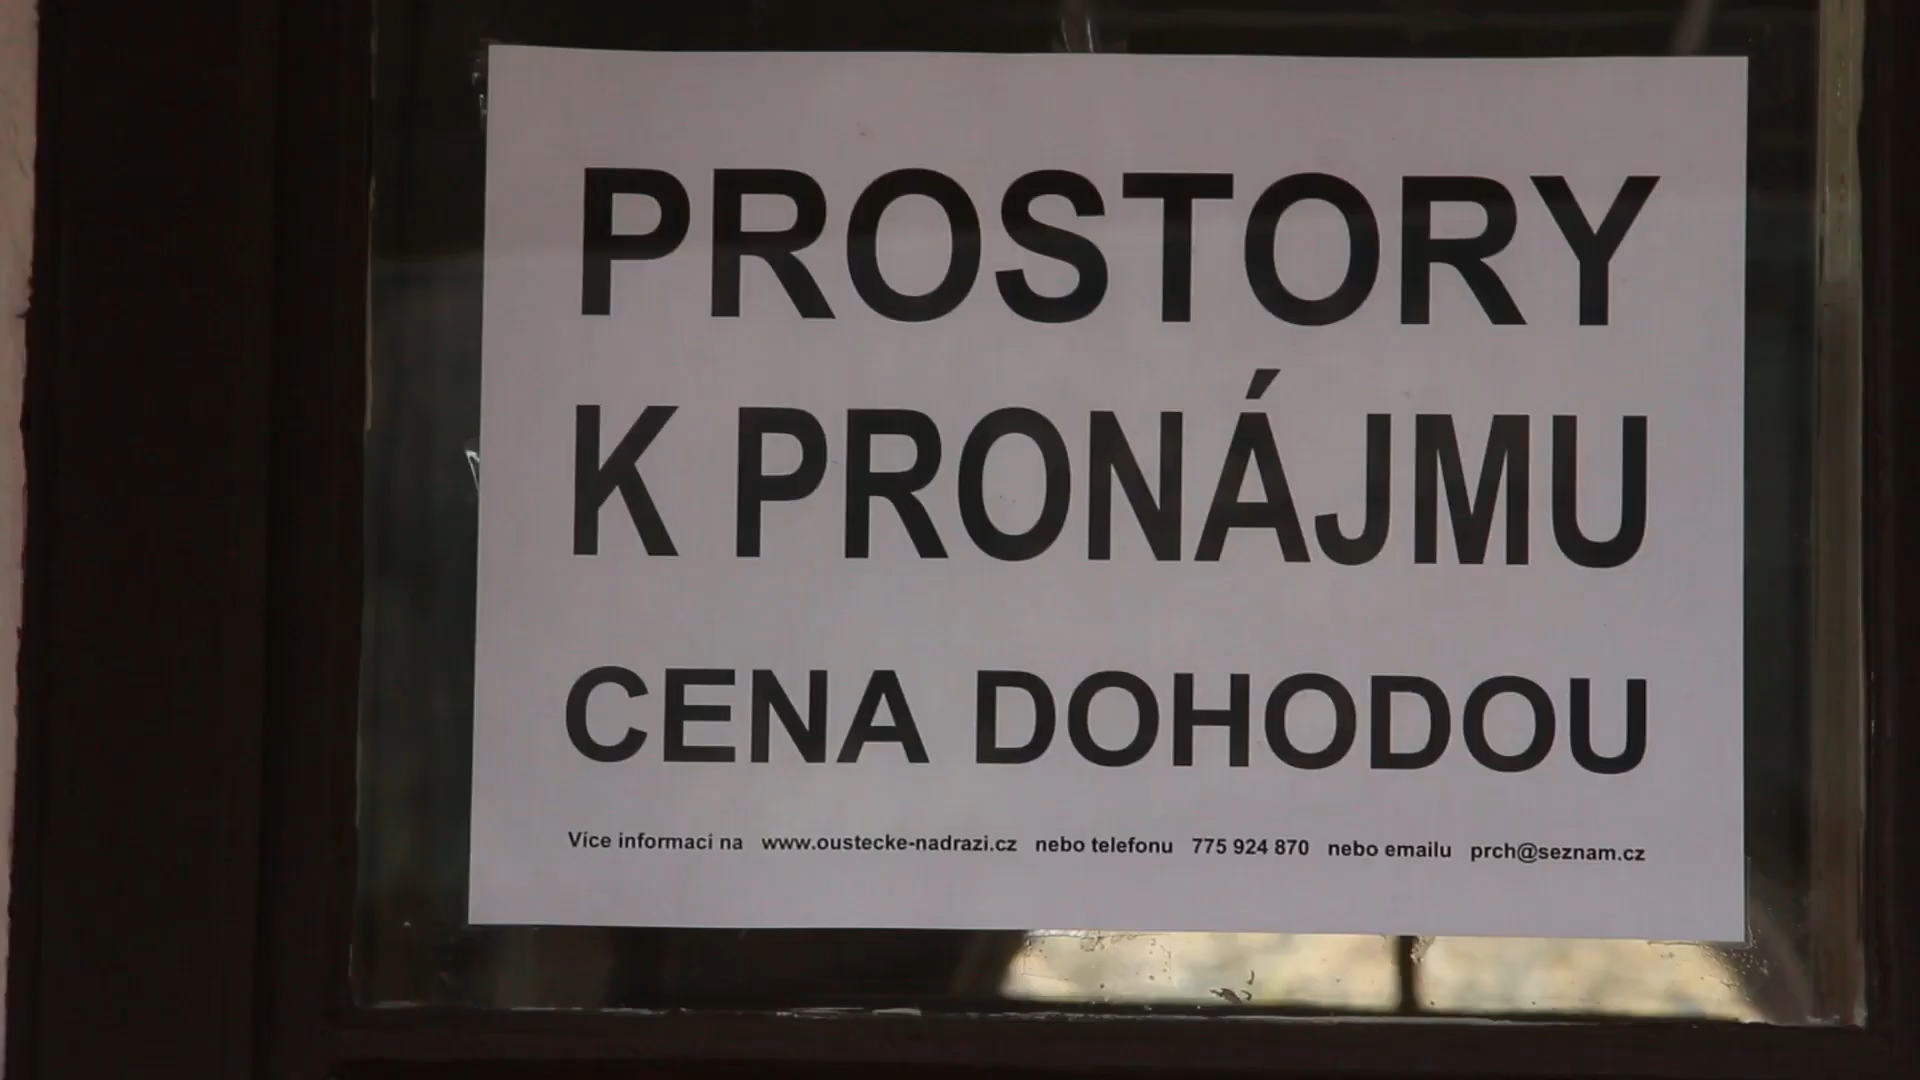 PROSTORY
K PRONÁJMU
CENA DOHODOU
Více informací na www.oustecke-nadrazi.cz nebo telefonu 775 924 870 nebo emailu prch@seznam.cz